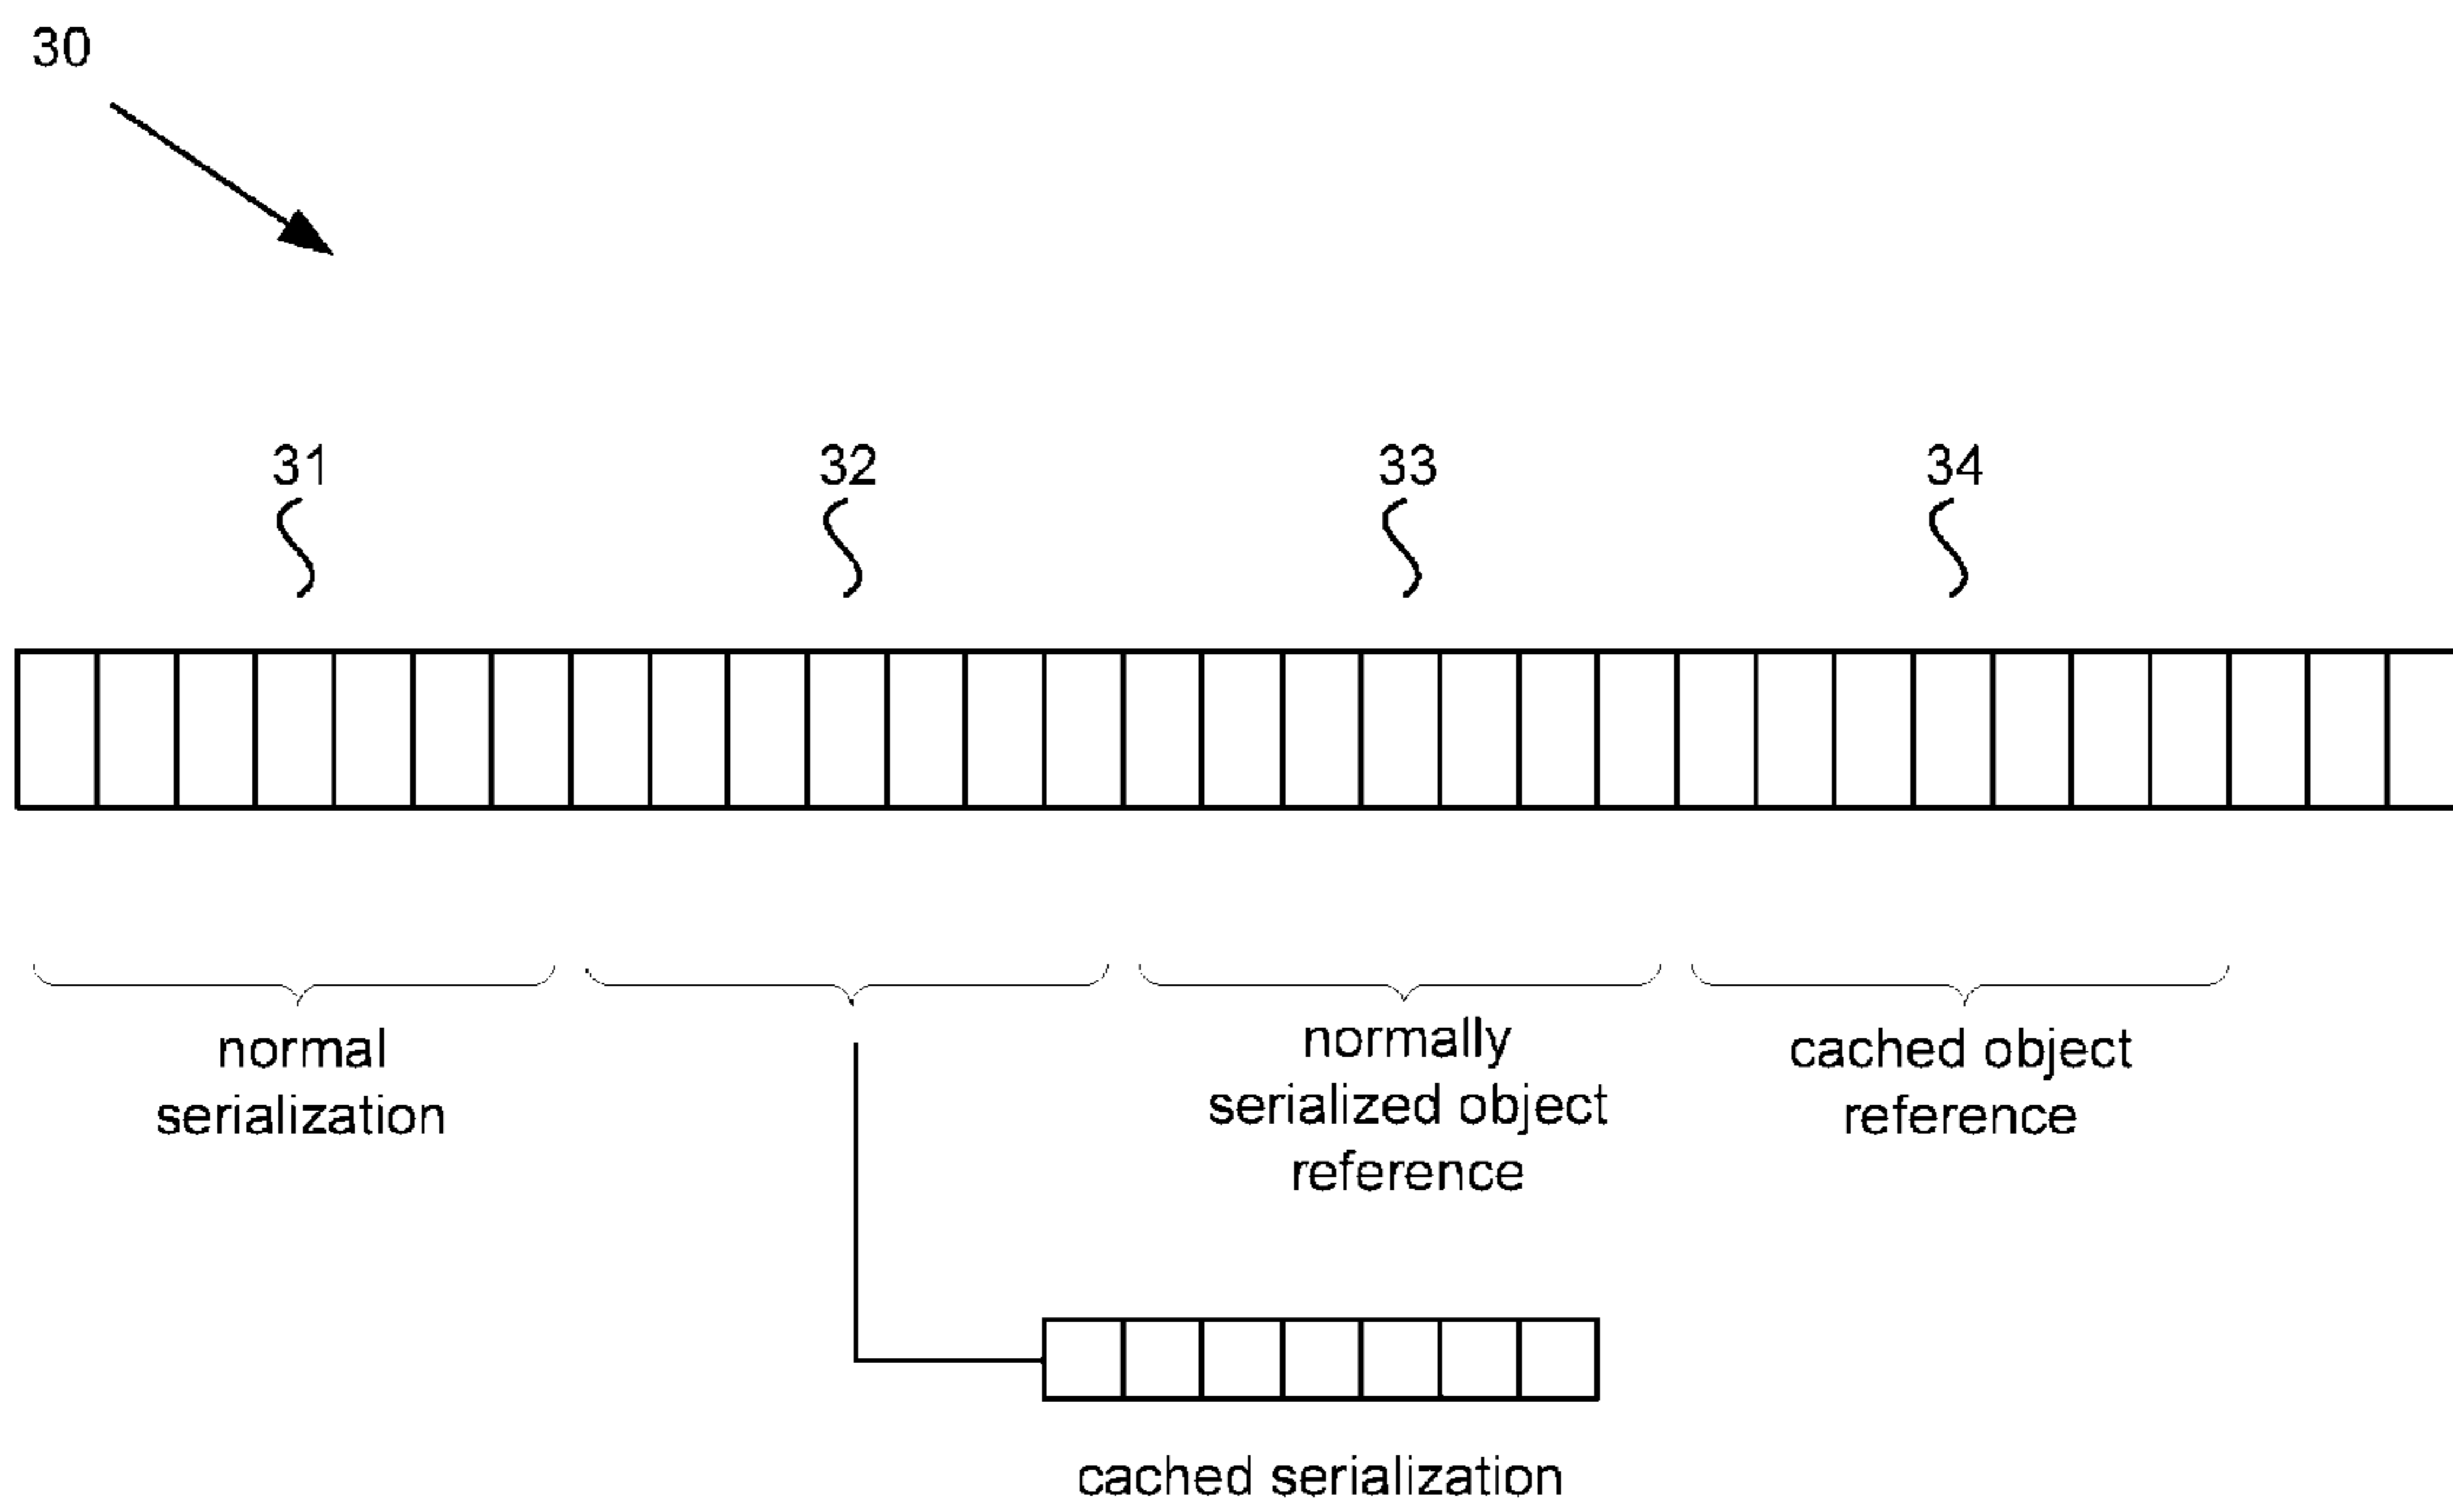 30
31
32
33
34
normal
serialization
normally
serialized object
reference
cached object
reference
cached serialization